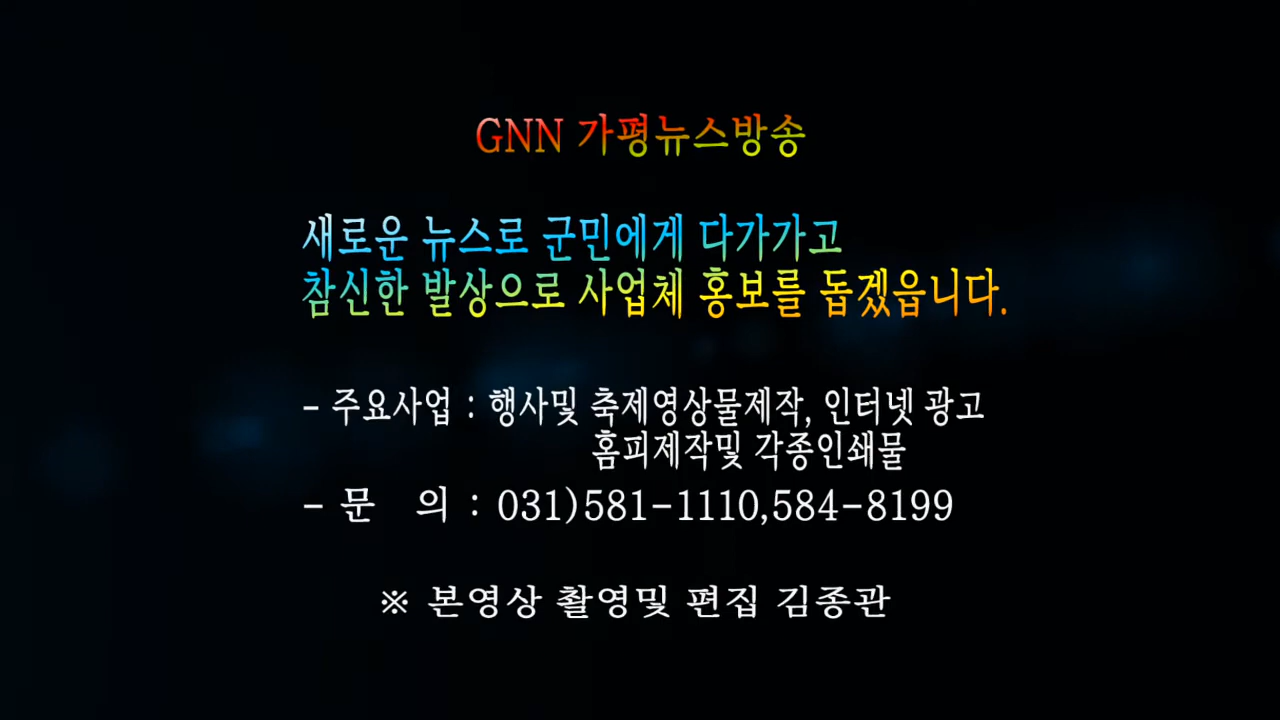 GNN 가평뉴스방송
새로운 뉴스로 군민에게 다가가고
참신한 발상으로 사업체 홍보를 돕겠읍니다.
- 주요사업 : 행사및 축제영상물제작, 인터넷 광고
홈피제작및 각종인쇄물
- 문 의 : 031)581-1110,584-8199
※ 본영상 촬영및 편집 김종관